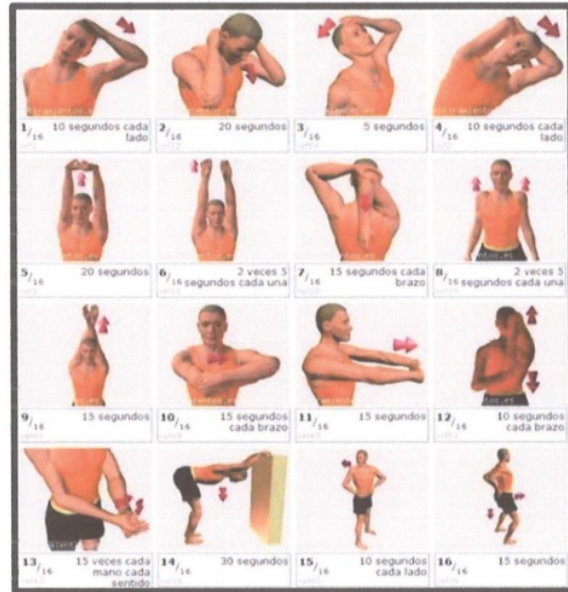 1/16 10 segundos cada
lado
2/16 20 segundos
3/16 5 segundos
4/16 10 segundos cada
lado
5/16 20 segundos
6/16 2 veces 5
segundos cada una
7/16 15 segundos cada
brazo
8/16 2 veces 5
segundos cada una
9/16 15 segundos
10/16 15 segundos
cada brazo
11/16 15 segundos
12/16 10 segundos
cada brazo
13/16 15 veces cada
mano cada
sentido
14/16 30 segundos
15/16 10 segundos
cada lado
16/16 15 segundos